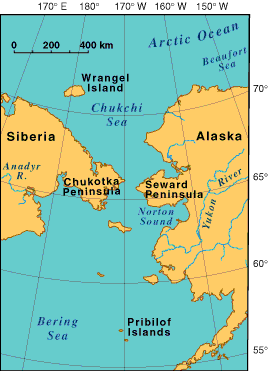 170° E 180° 170° W 160° W 150° W
0 200 400 km
Arctic Ocean
Beaufort
Sea
Wrangel
Island
70°
Chukchi
Sea
Siberia
Alaska
Anadyr
R.
Chukotka
Peninsula
Seward
Peninsula
65°
Yukon River
Norton
Sound
60°
Bering
Sea
Pribilof
Islands
55°